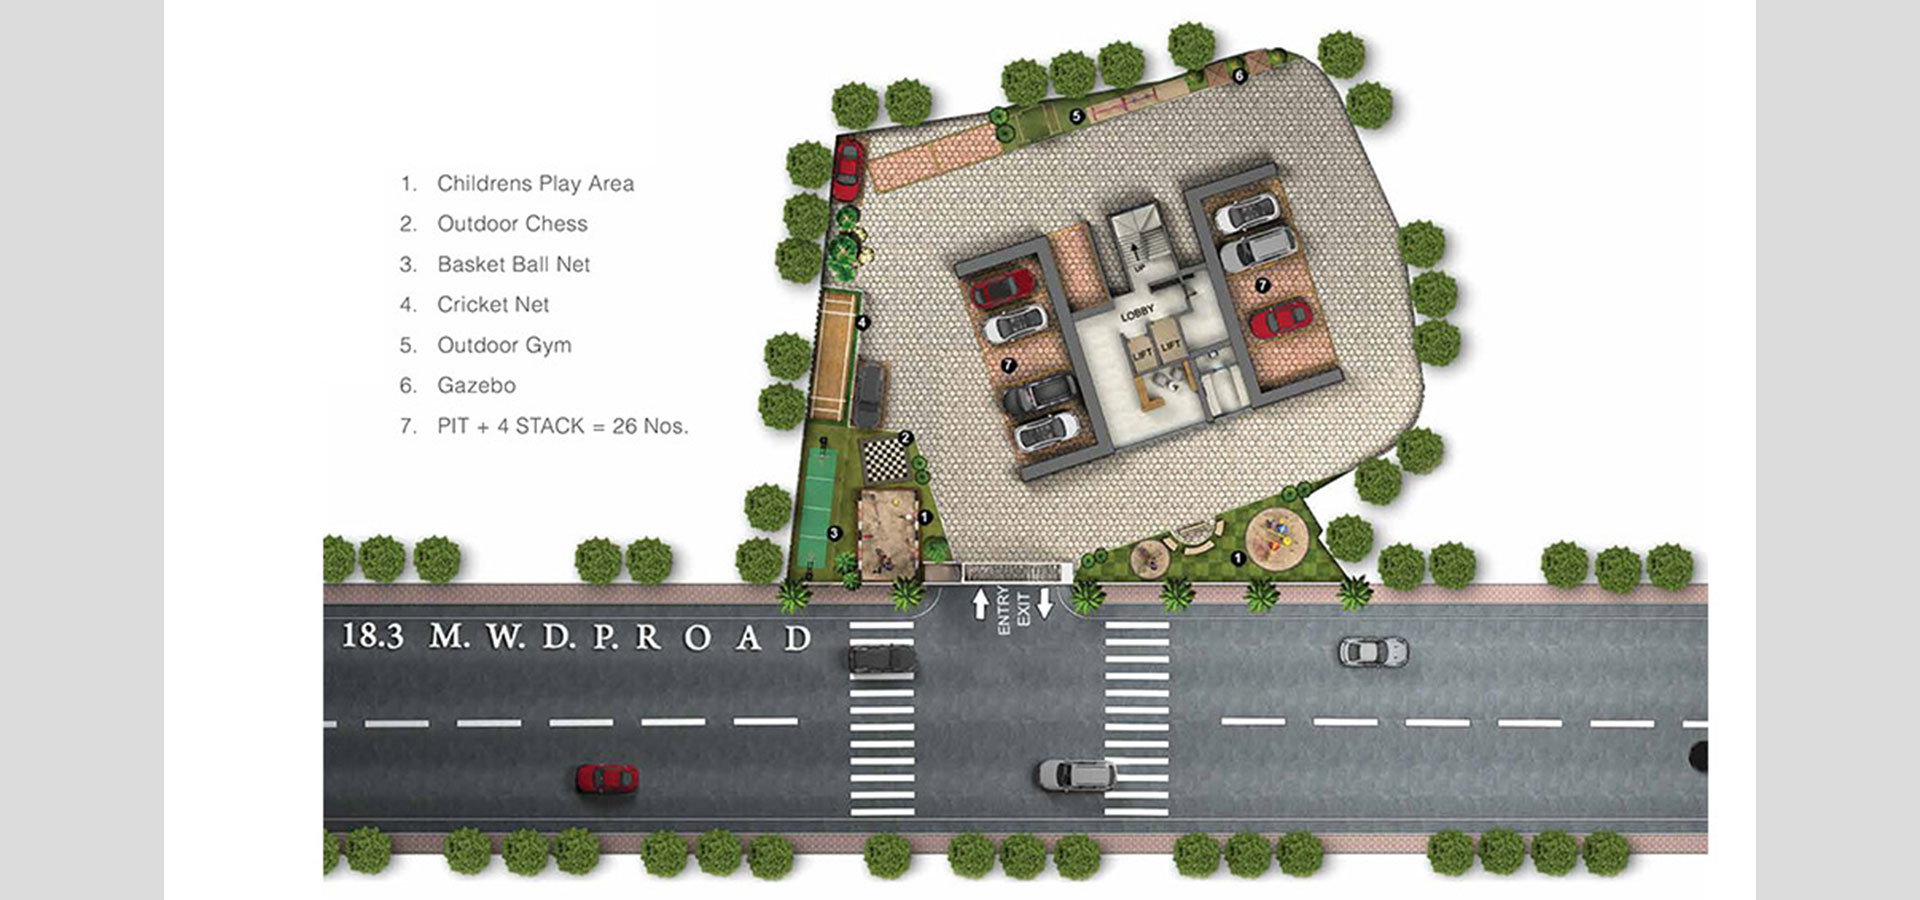 1. Childrens Play Area
2. Outdoor Chess
3. Basket Ball Net
4. Cricket Net
5. Outdoor Gym
6. Gazebo
7. PIT + 4 STACK = 26 Nos.
6
5
7
UP
LOBBY
4
LIFT LIFT
7
2
1
3
1
ENTRY
EXIT
18.3 M. W. D. P. R O A D